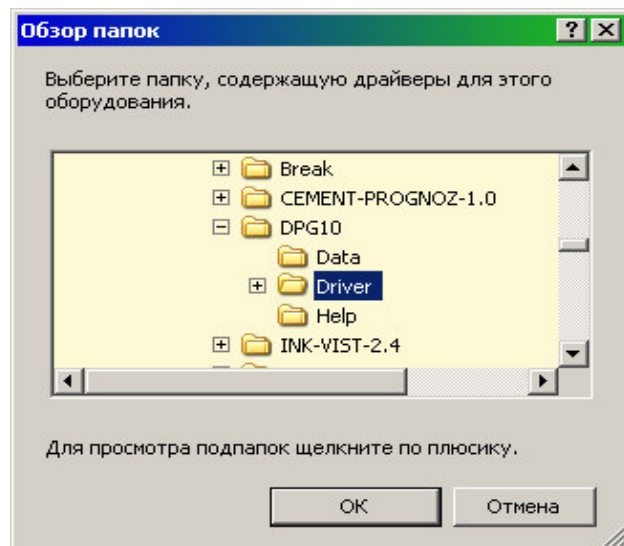 Обзор папок
Выберите папку, содержащую драйверы для этого
оборудования.
Break
CEMENT-PROGNOZ-1.0
DPG10
Data
Driver
Help
INK-VIST-2.4
Для просмотра подпапок щелкните по плюсику.
OK
Отмена